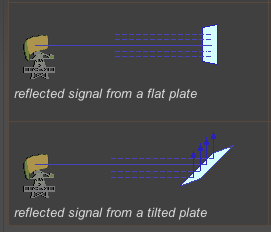 reflected signal from a flat plate
reflected signal from a tilted plate